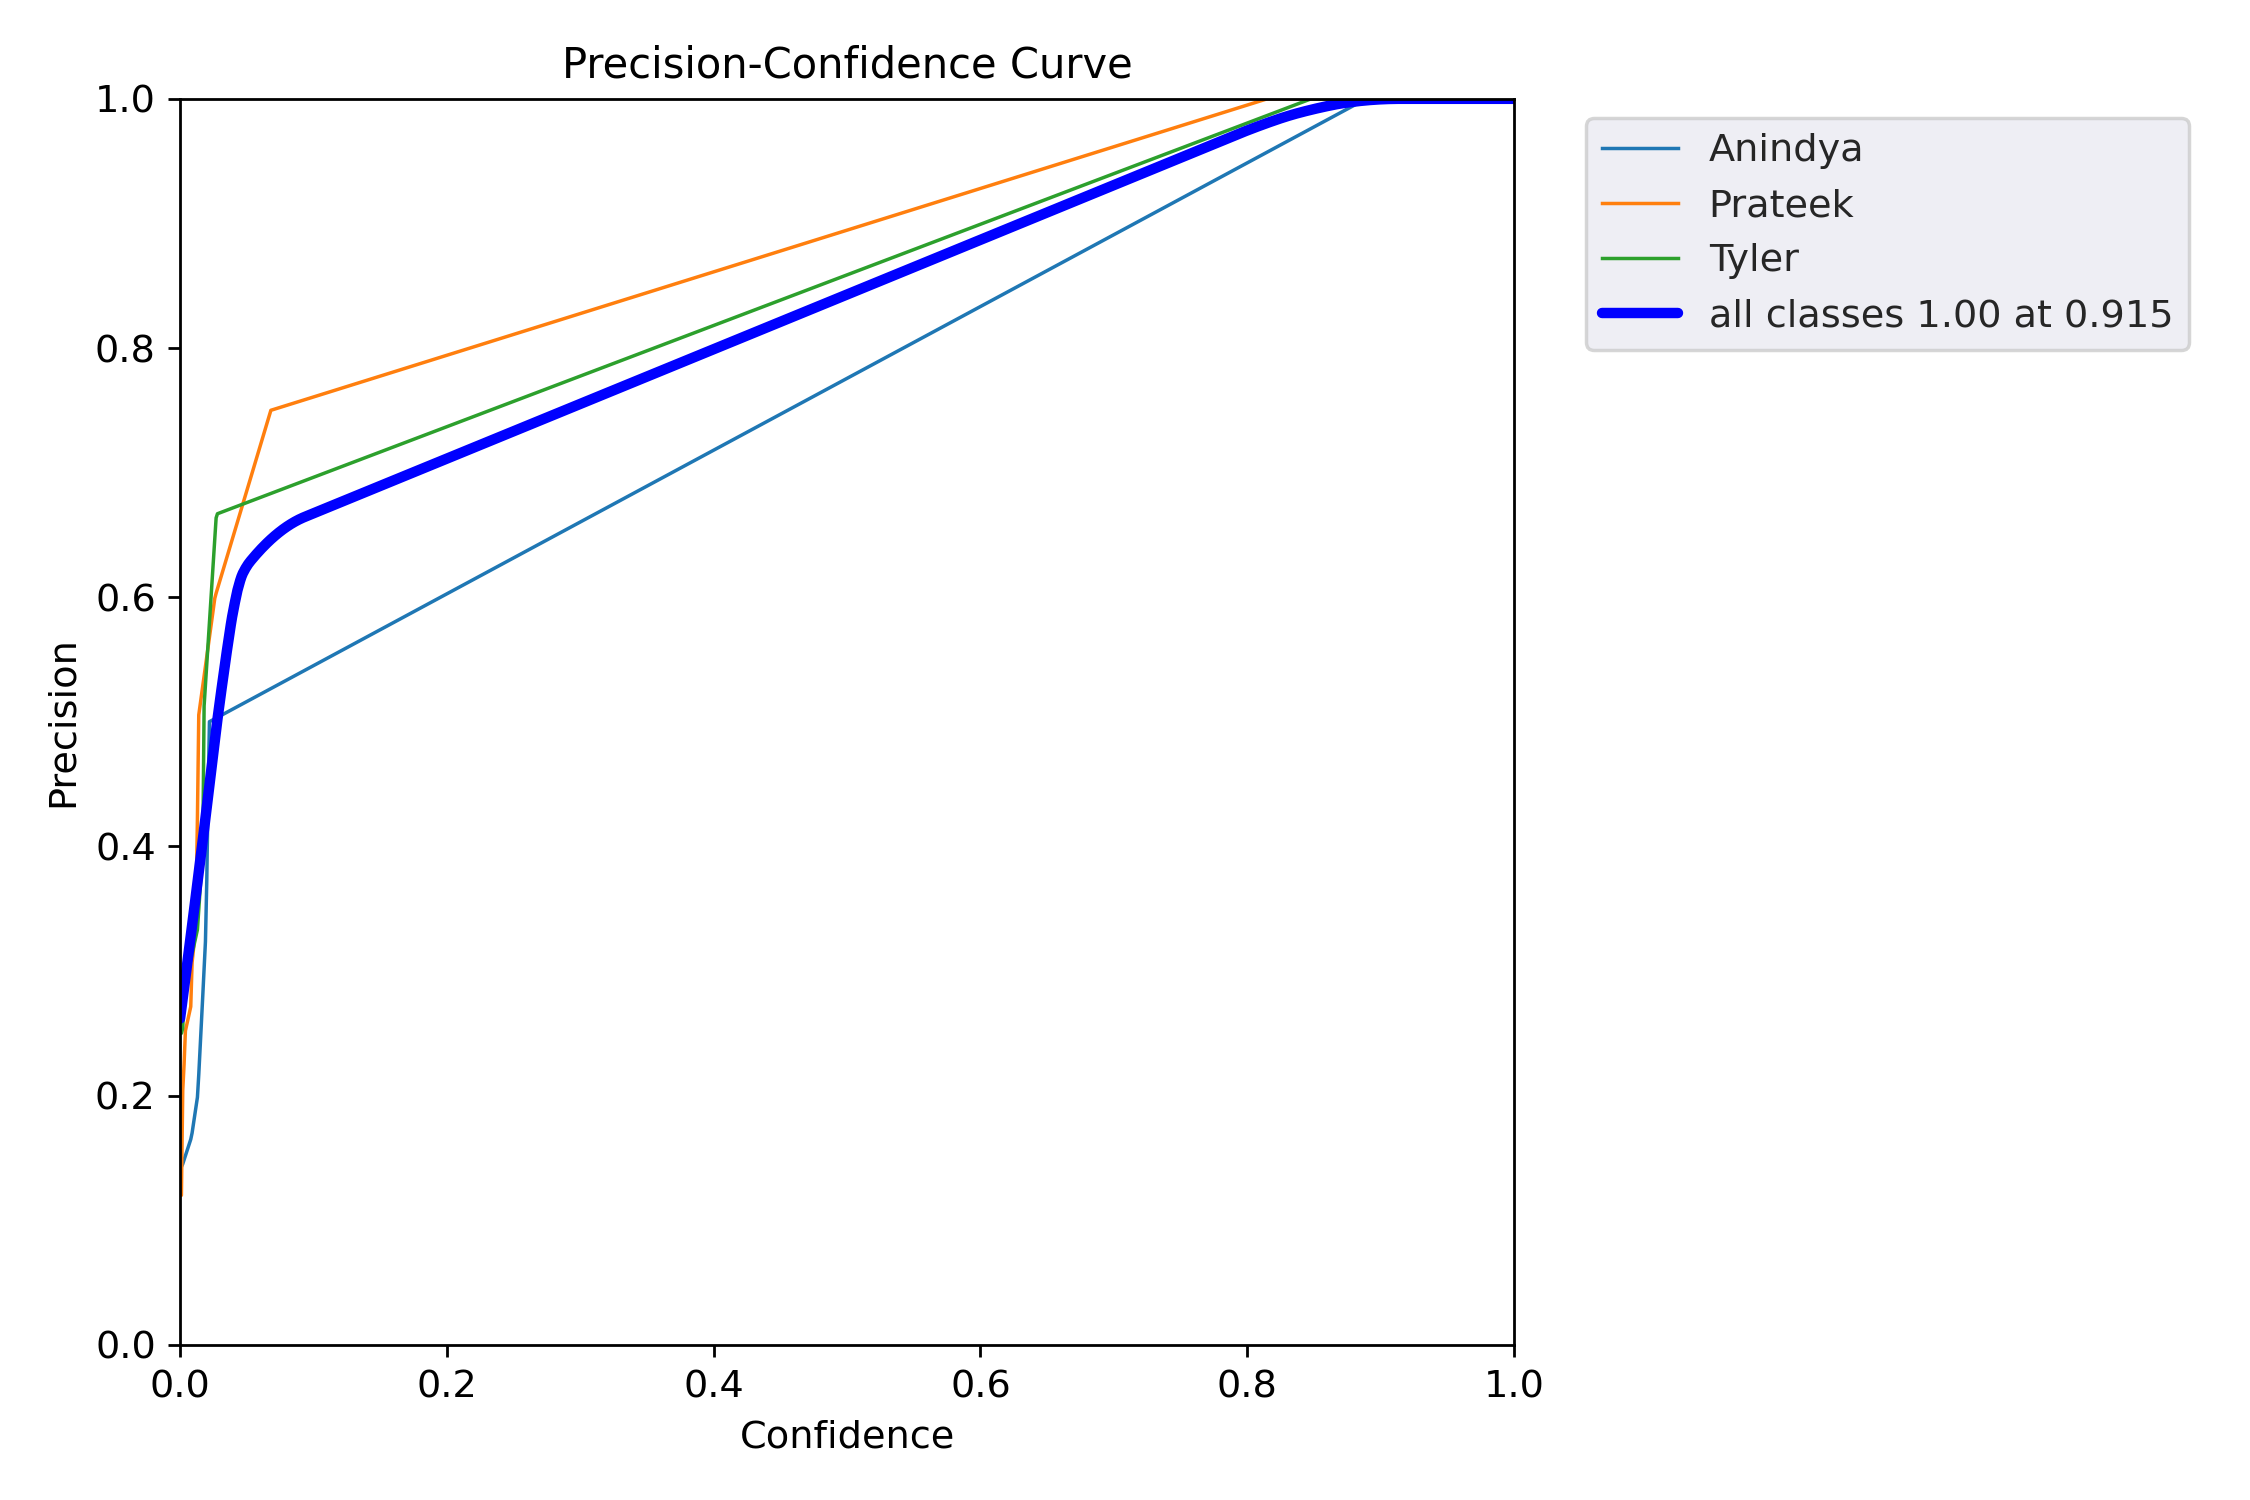 Precision-Confidence Curve
1.0
0.8
0.6
0.4
0.2
0.0
Precision
0.0 0.2 0.4 0.6 0.8 1.0
Confidence
Anindya
Prateek
Tyler
all classes 1.00 at 0.915